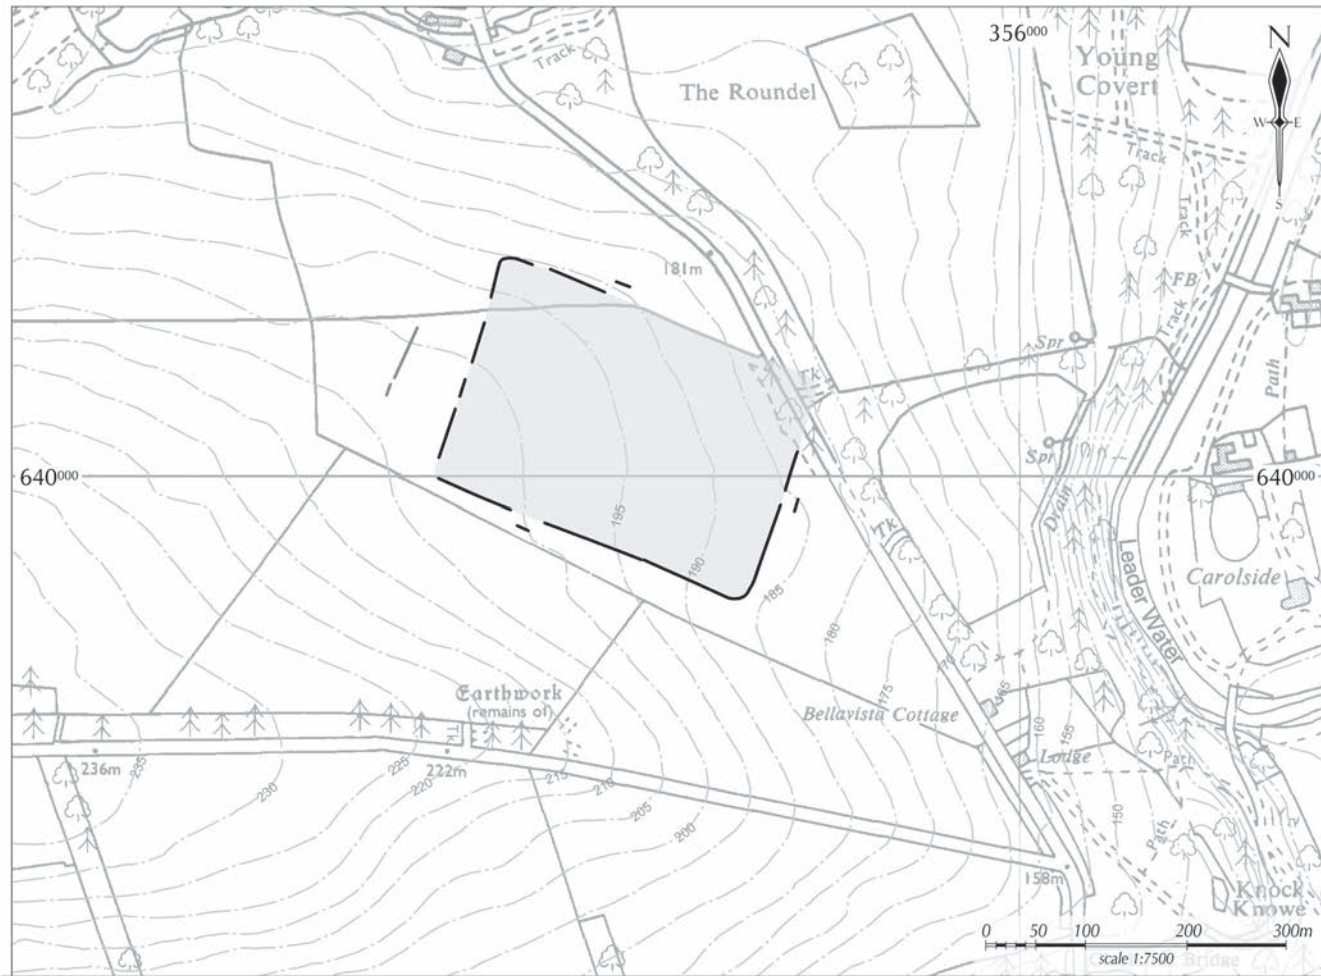 356000
N
W E
S
Young
Covert
Track
The Roundel
Track
Track
181m
FB
Track
Spr
Path
Tk
640000
Spr
640000
Drain
195
Tk
Leader Water
Carolside
190
185
180
175
170
165
Earthwork
(remains of)
Bellavista Cottage
160
155
Lodge
Path
Tk
236m
235
222m
225
220
215
210
230
205
200
150
Path
158m
Knock
Knowe
0 50 100 200 300m
scale 1:7500
Bridge